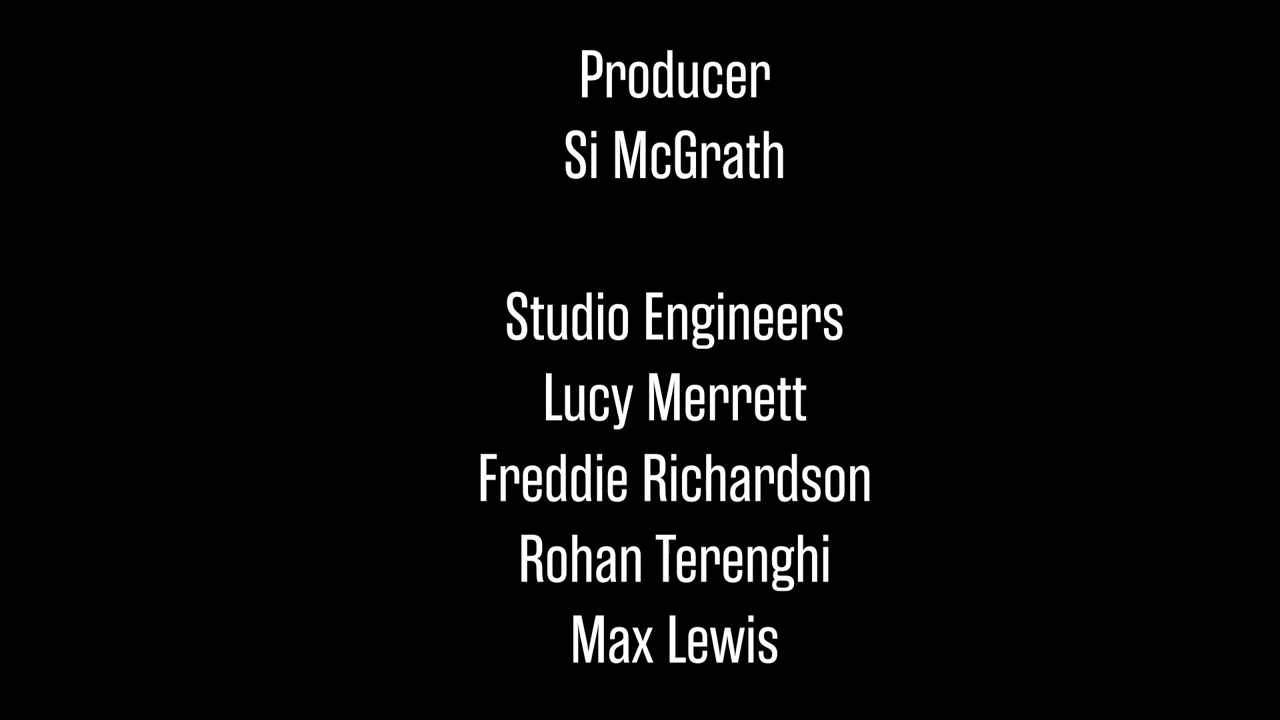 Producer
Si McGrath
Studio Engineers
Lucy Merrett
Freddie Richardson
Rohan Terenghi
Max Lewis